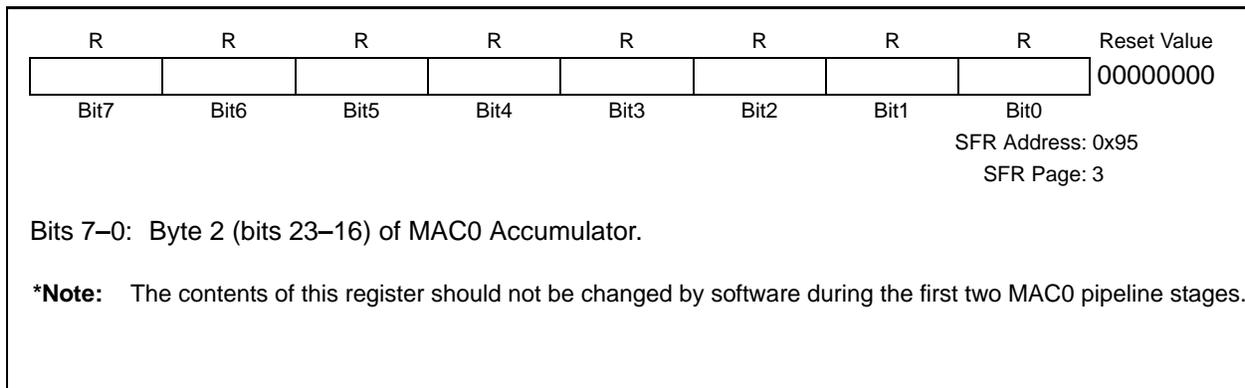 R R R R R R R R Reset Value
00000000
Bit7 Bit6 Bit5 Bit4 Bit3 Bit2 Bit1 Bit0
SFR Address: 0x95
SFR Page: 3
Bits 7–0: Byte 2 (bits 23–16) of MAC0 Accumulator.
*Note: The contents of this register should not be changed by software during the first two MAC0 pipeline stages.